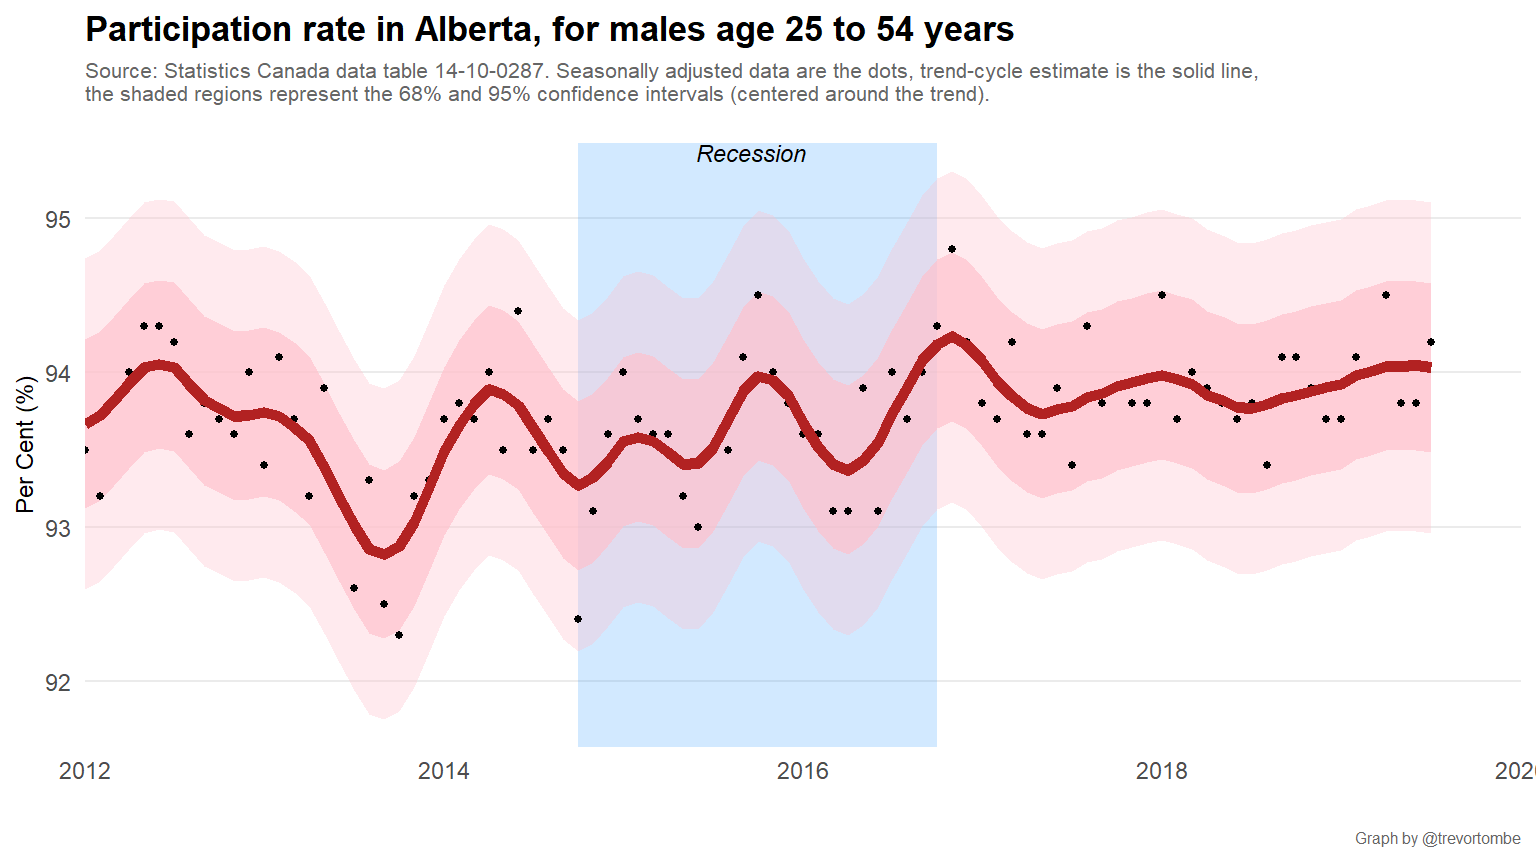 Participation rate in Alberta, for males age 25 to 54 years
Source: Statistics Canada data table 14-10-0287. Seasonally adjusted data are the dots, trend-cycle estimate is the solid line,
the shaded regions represent the 68% and 95% confidence intervals (centered around the trend).
Recession
95
94
93
92
Per Cent (%)
2012 2014 2016 2018 2020
Graph by @trevortombe